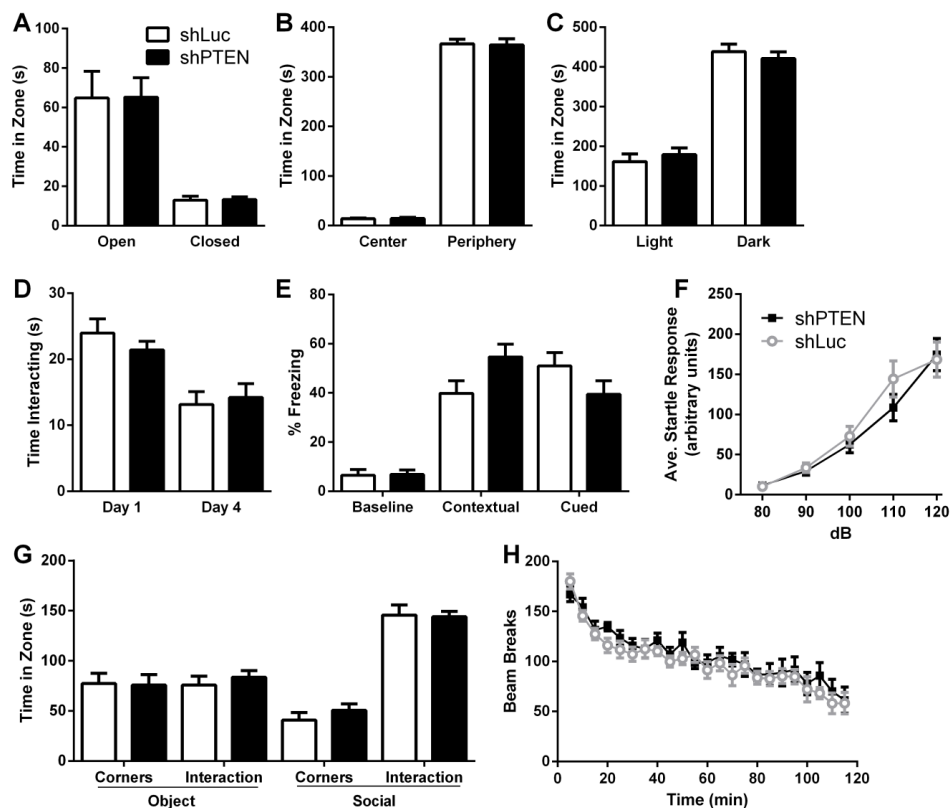 A
Time in Zone (s)
100
80
60
40
20
0
shLuc
shPTEN
Open Closed
B
Time in Zone (s)
400
300
200
100
0
Center Periphery
C
Time in Zone (s)
500
400
300
200
100
0
Light Dark
D
Time Interacting (s)
30
20
10
0
Day 1 Day 4
E
% Freezing
80
60
40
20
0
Baseline Contextual Cued
F
Ave. Startle Response
(arbitrary units)
250
200
150
100
50
0
shPTEN
shLuc
80 90 100 110 120
dB
G
Time in Zone (s)
200
150
100
50
0
Corners Interaction Corners Interaction
Object Social
H
Beam Breaks
200
150
100
50
0
0 20 40 60 80 100 120
Time (min)